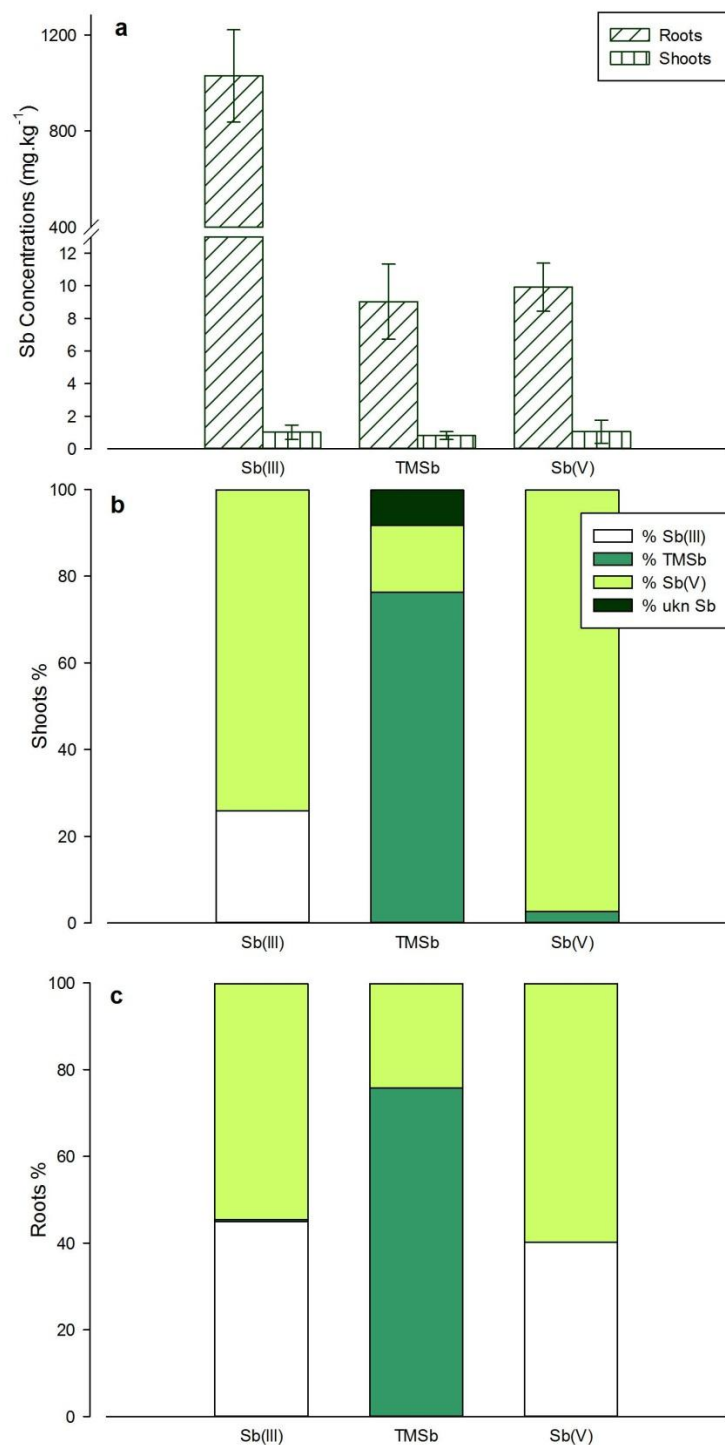 a
Roots
Shoots
Sb Concentrations (mg.kg⁻¹)
1200
800
400
12
10
8
6
4
2
0
Sb(III)
TMSb
Sb(V)
b
% Sb(III)
% TMSb
% Sb(V)
% ukn Sb
Shoots %
100
80
60
40
20
0
Sb(III)
TMSb
Sb(V)
c
Roots %
100
80
60
40
20
0
Sb(III)
TMSb
Sb(V)